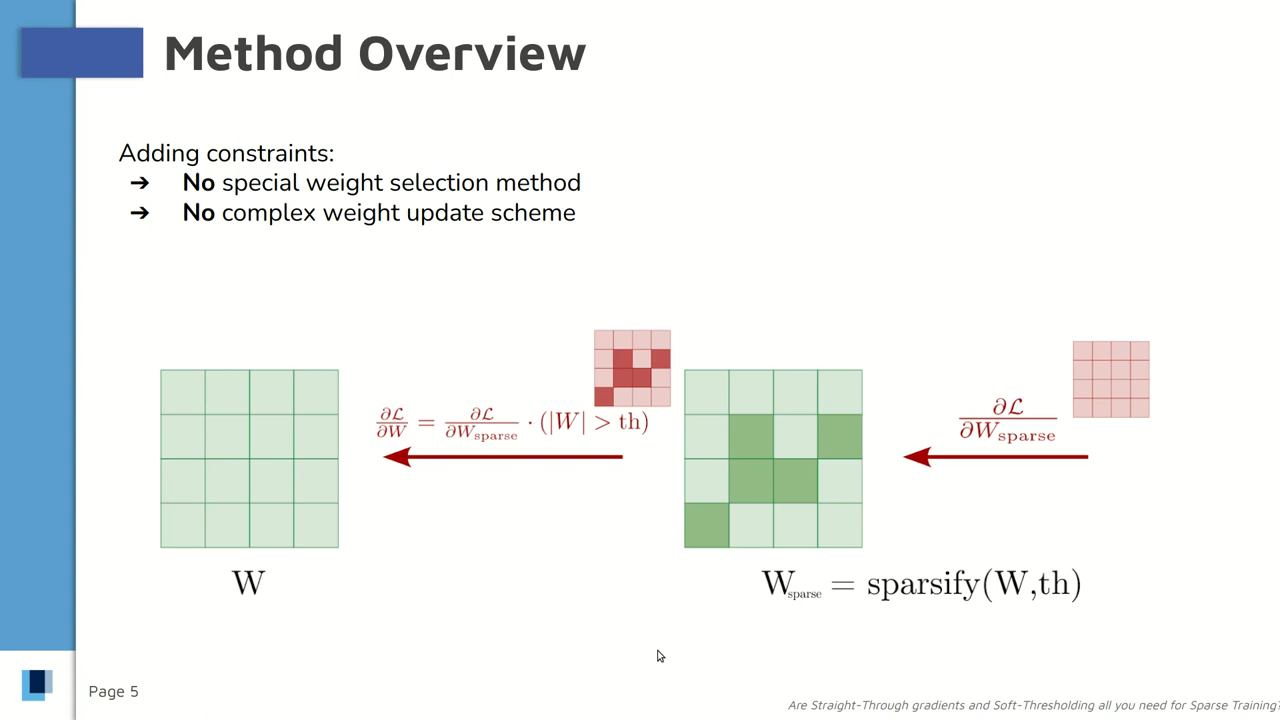 Method Overview
Adding constraints:
➔ No special weight selection method
➔ No complex weight update scheme
∂ℒ/∂W = ∂ℒ/∂W_sparse · (|W| > th)
∂ℒ/∂W_sparse
W
W_sparse = sparsify(W,th)
Page 5
Are Straight-Through gradients and Soft-Thresholding all you need for Sparse Training?